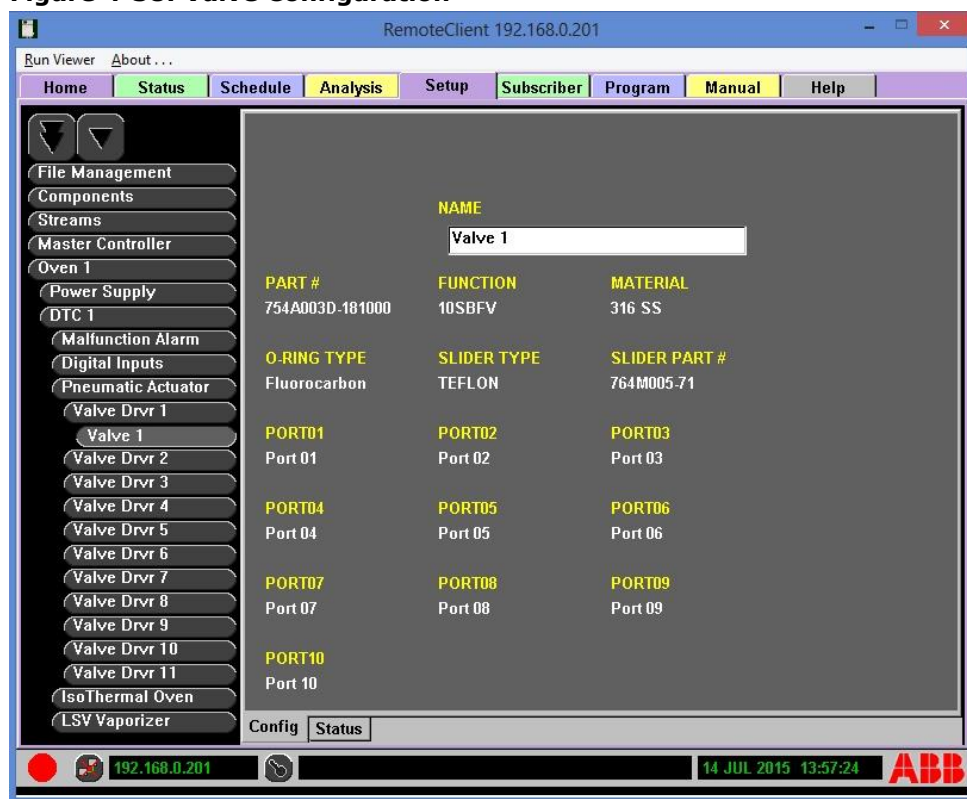 Figure 4-83: Valve Configuration
RemoteClient 192.168.0.201
Run Viewer About . . .
Home Status Schedule Analysis Setup Subscriber Program Manual Help
File Management
Components
Streams
Master Controller
Oven 1
Power Supply
DTC 1
Malfunction Alarm
Digital Inputs
Pneumatic Actuator
Valve Drvr 1
Valve 1
Valve Drvr 2
Valve Drvr 3
Valve Drvr 4
Valve Drvr 5
Valve Drvr 6
Valve Drvr 7
Valve Drvr 8
Valve Drvr 9
Valve Drvr 10
Valve Drvr 11
IsoThermal Oven
LSV Vaporizer
NAME
Valve 1
PART # FUNCTION MATERIAL
754A003D-181000 10SBFV 316 SS
O-RING TYPE SLIDER TYPE SLIDER PART #
Fluorocarbon TEFLON 764M005-71
PORT01 PORT02 PORT03
Port 01 Port 02 Port 03
PORT04 PORT05 PORT06
Port 04 Port 05 Port 06
PORT07 PORT08 PORT09
Port 07 Port 08 Port 09
PORT10
Port 10
Config Status
192.168.0.201
14 JUL 2015 13:57:24
ABB